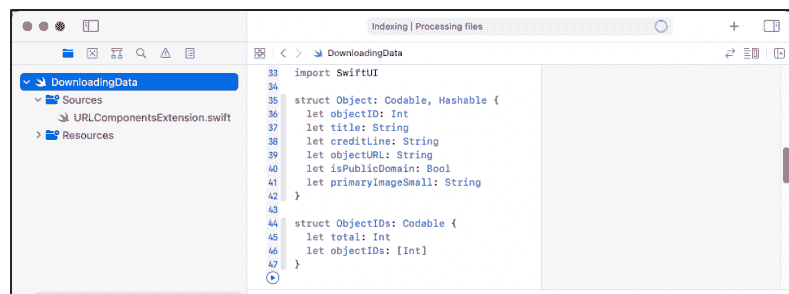 Indexing | Processing files
DownloadingData
Sources
URLComponentsExtension.swift
Resources
DownloadingData
33 import SwiftUI
34
35 struct Object: Codable, Hashable {
36   let objectID: Int
37   let title: String
38   let creditLine: String
39   let objectURL: String
40   let isPublicDomain: Bool
41   let primaryImageSmall: String
42 }
43
44 struct ObjectIDs: Codable {
45   let total: Int
46   let objectIDs: [Int]
47 }